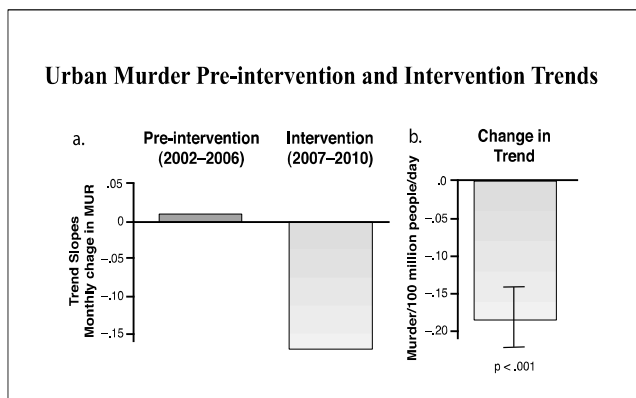 Urban Murder Pre-intervention and Intervention Trends
a.
Pre-intervention
(2002–2006)
Intervention
(2007–2010)
.05
0
–.05
–.10
–.15
Trend Slopes
Monthly chage in MUR
b.
Change in
Trend
.0
–.05
–.10
–.15
–.20
Murder/100 million people/day
p < .001